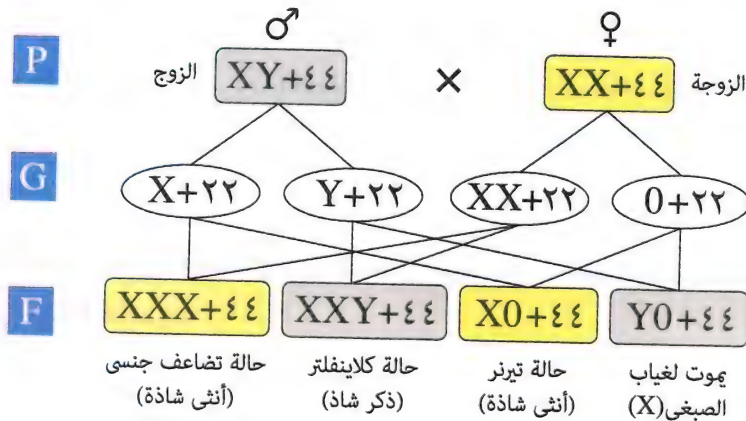 ♂ ♀
P
الزوج
XY+٤٤
×
XX+٤٤
الزوجة
G
X+٢٢
Y+٢٢
XX+٢٢
0+٢٢
F
XXX+٤٤
XXY+٤٤
X0+٤٤
Y0+٤٤
حالة تضاعف جنسى
(أنثى شاذة)
حالة كلاينفلتر
(ذكر شاذ)
حالة تيرنر
(أنثى شاذة)
يموت لغياب
الصبغى(X)